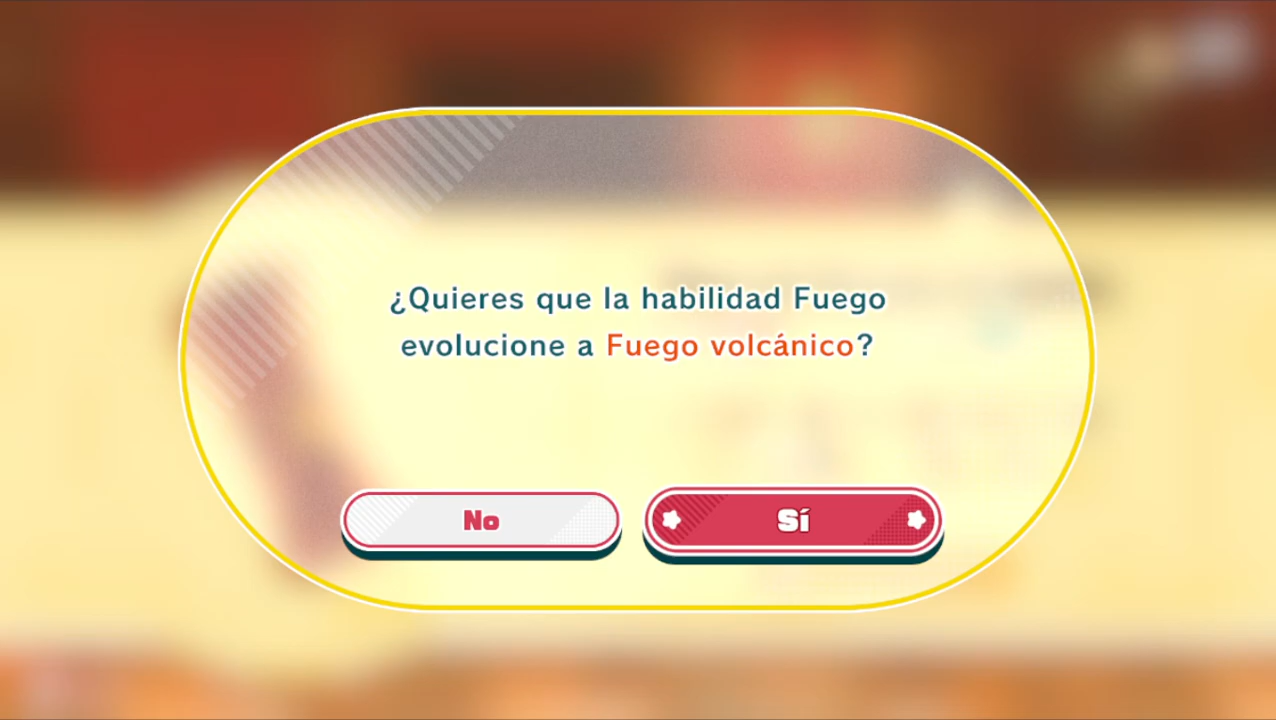 ¿Quieres que la habilidad Fuego
evolucione a Fuego volcánico?
No
Sí